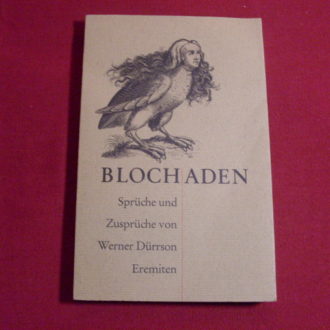 BLOCHADEN
Sprüche und
Zusprüche von
Werner Dürrson
Eremiten